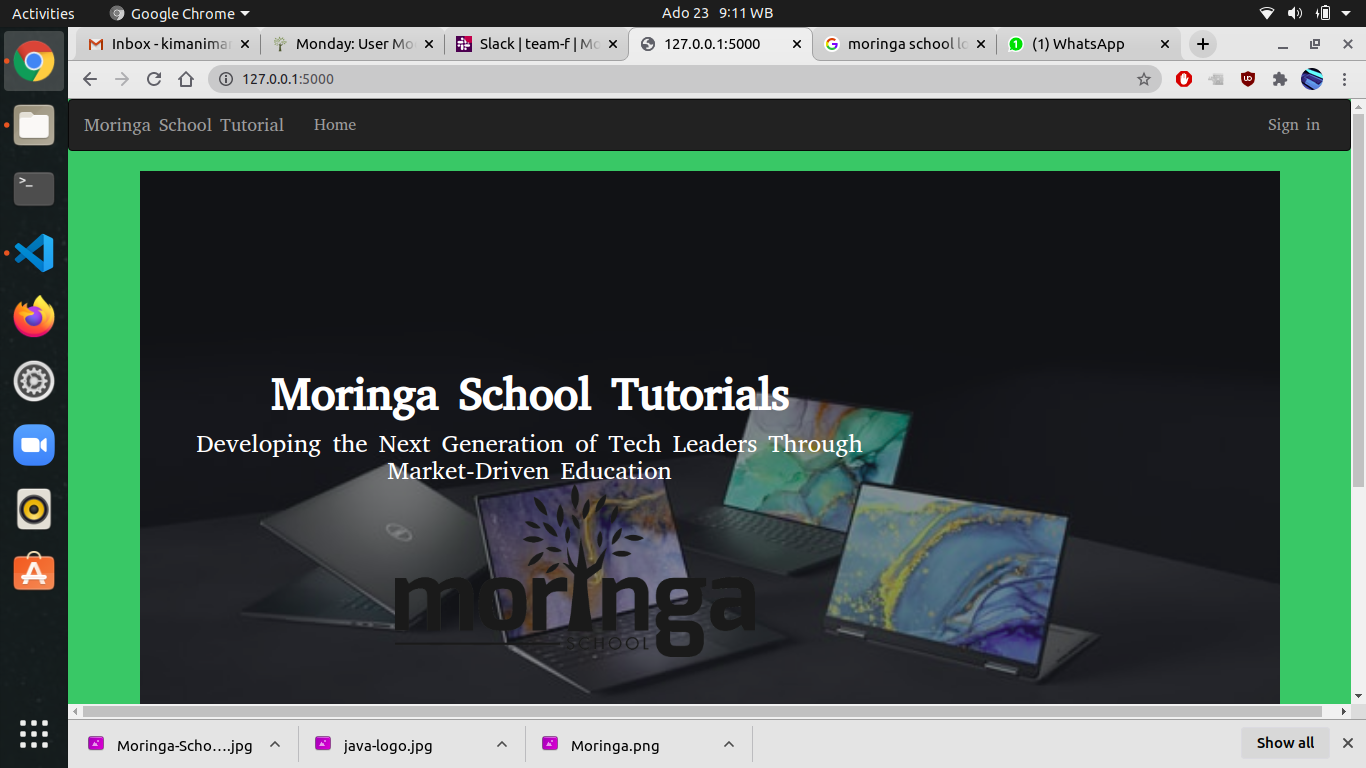 Activities
Google Chrome
Ado 23 9:11 WB
Inbox - kimanimar
Monday: User Mo
Slack | team-f | Mo
127.0.0.1:5000
moringa school lo
(1) WhatsApp
127.0.0.1:5000
Moringa School Tutorial
Home
Sign in
Moringa School Tutorials
Developing the Next Generation of Tech Leaders Through
Market-Driven Education
DELL
moringa
SCHOOL
Moringa-Scho….jpg
java-logo.jpg
Moringa.png
Show all